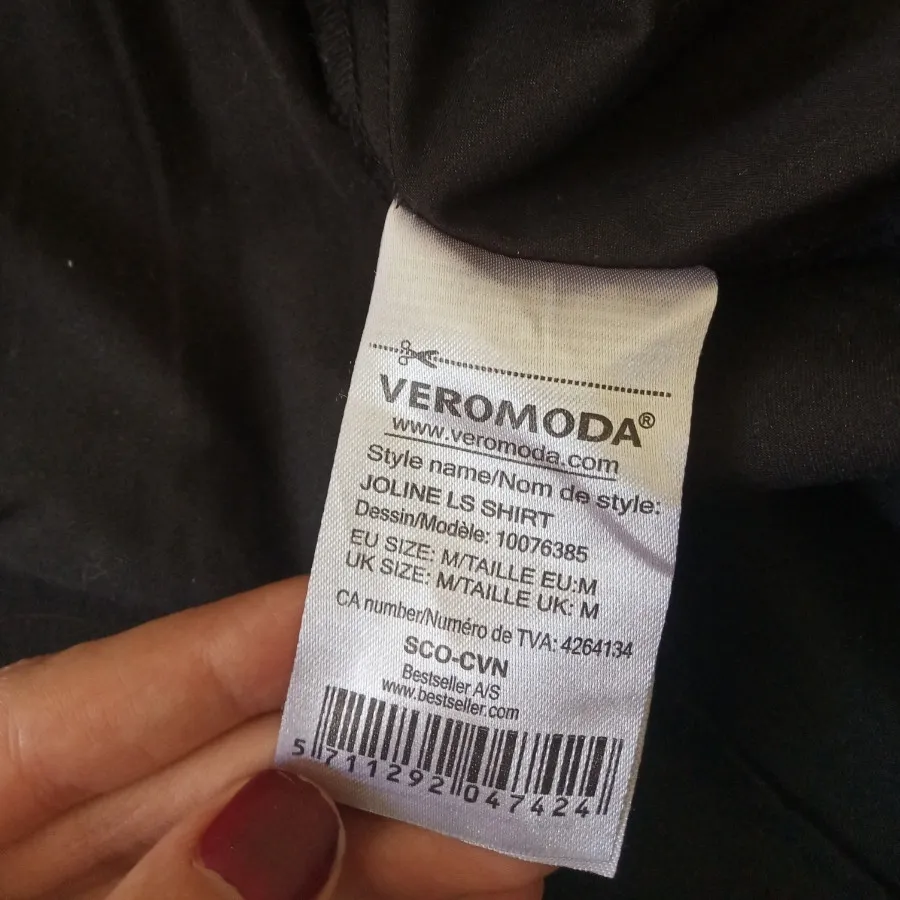 VEROMODA®
www.veromoda.com
Style name/Nom de style:
JOLINE LS SHIRT
Dessin/Modèle: 10076385
EU SIZE: M/TAILLE EU:M
UK SIZE: M/TAILLE UK: M
CA number/Numéro de TVA: 4264134
SCO-CVN
Bestseller A/S
www.bestseller.com
5 711292 047424